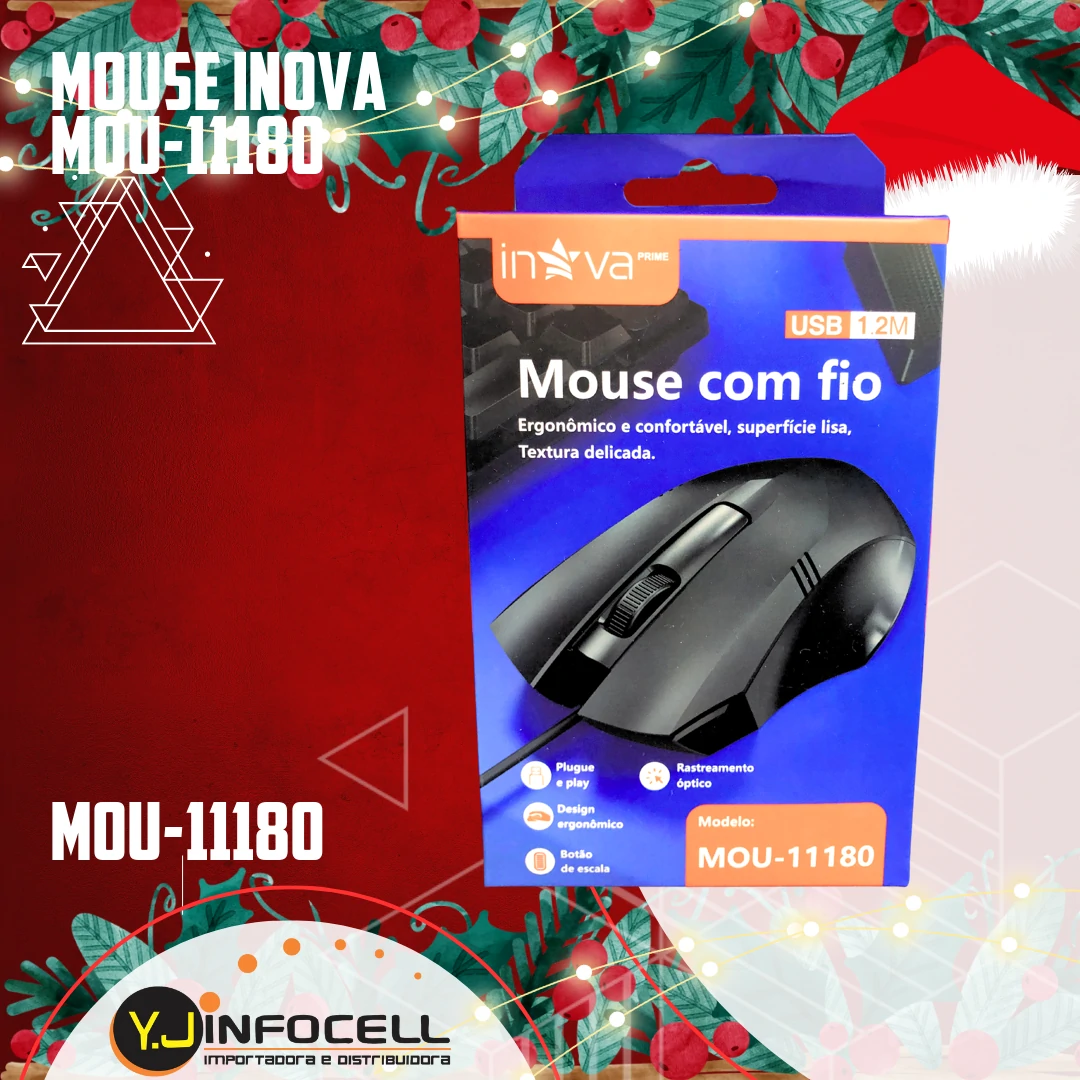 MOUSE INOVA
MOU-11180
inova PRIME
USB 1.2M
Mouse com fio
Ergonômico e confortável, superfície lisa,
Textura delicada.
Plugue
e play
Rastreamento
óptico
Design
ergonômico
Botão
de escala
Modelo:
MOU-11180
MOU-11180
Y.J INFOCELL
IMPORTADORA E DISTRIBUIDORA